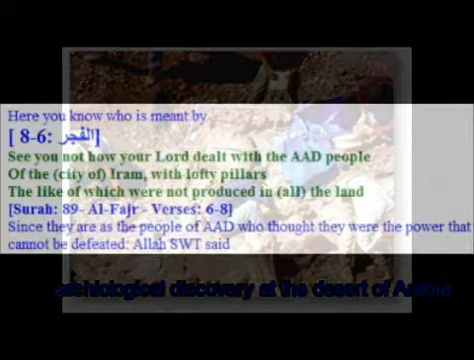 Here you know who is meant by
[ الفجر :6-8]
See you not how your Lord dealt with the AAD people
Of the (city of) Iram, with lofty pillars
The like of which were not produced in (all) the land
[Surah: 89- Al-Fajr - Verses: 6-8]
Since they are as the people of AAD who thought they were the power that
cannot be defeated: Allah SWT said
archiological discovery at the desert of Arabia